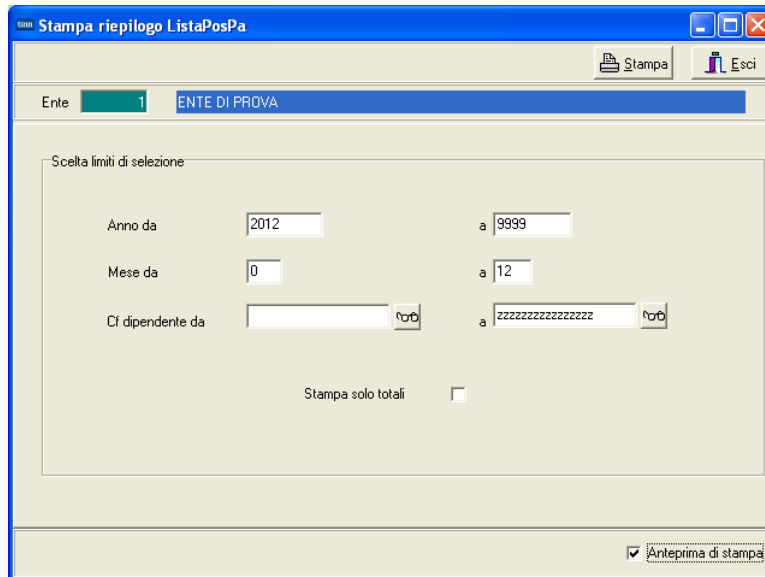 tinn Stampa riepilogo ListaPosPa
Stampa Esci
Ente 1 ENTE DI PROVA
Scelta limiti di selezione
Anno da 2012 a 9999
Mese da 0 a 12
Cf dipendente da a zzzzzzzzzzzzzzzz
Stampa solo totali
Anteprima di stampa